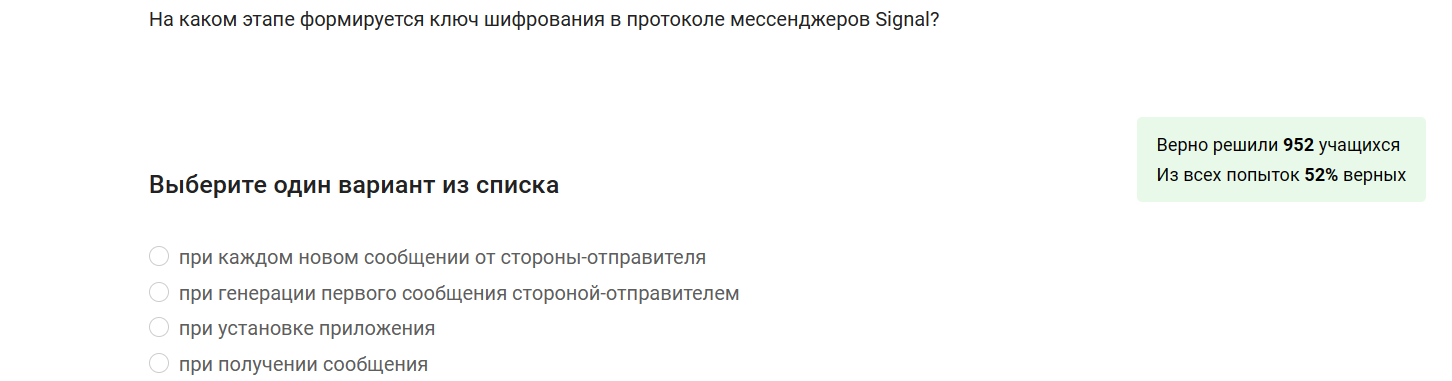 На каком этапе формируется ключ шифрования в протоколе мессенджеров Signal?
Верно решили 952 учащихся
Из всех попыток 52% верных
Выберите один вариант из списка
при каждом новом сообщении от стороны-отправителя
при генерации первого сообщения стороной-отправителем
при установке приложения
при получении сообщения